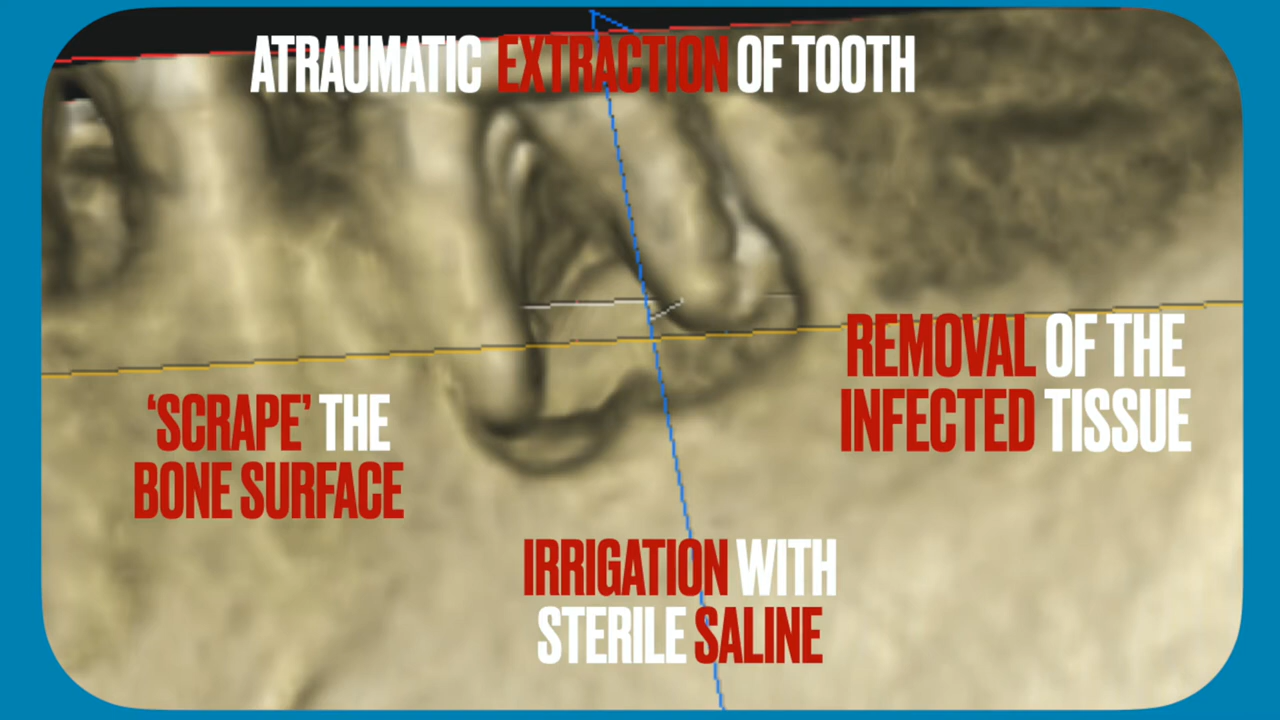 ATRAUMATIC EXTRACTION OF TOOTH
REMOVAL OF THE
INFECTED TISSUE
‘SCRAPE’ THE
BONE SURFACE
IRRIGATION WITH
STERILE SALINE